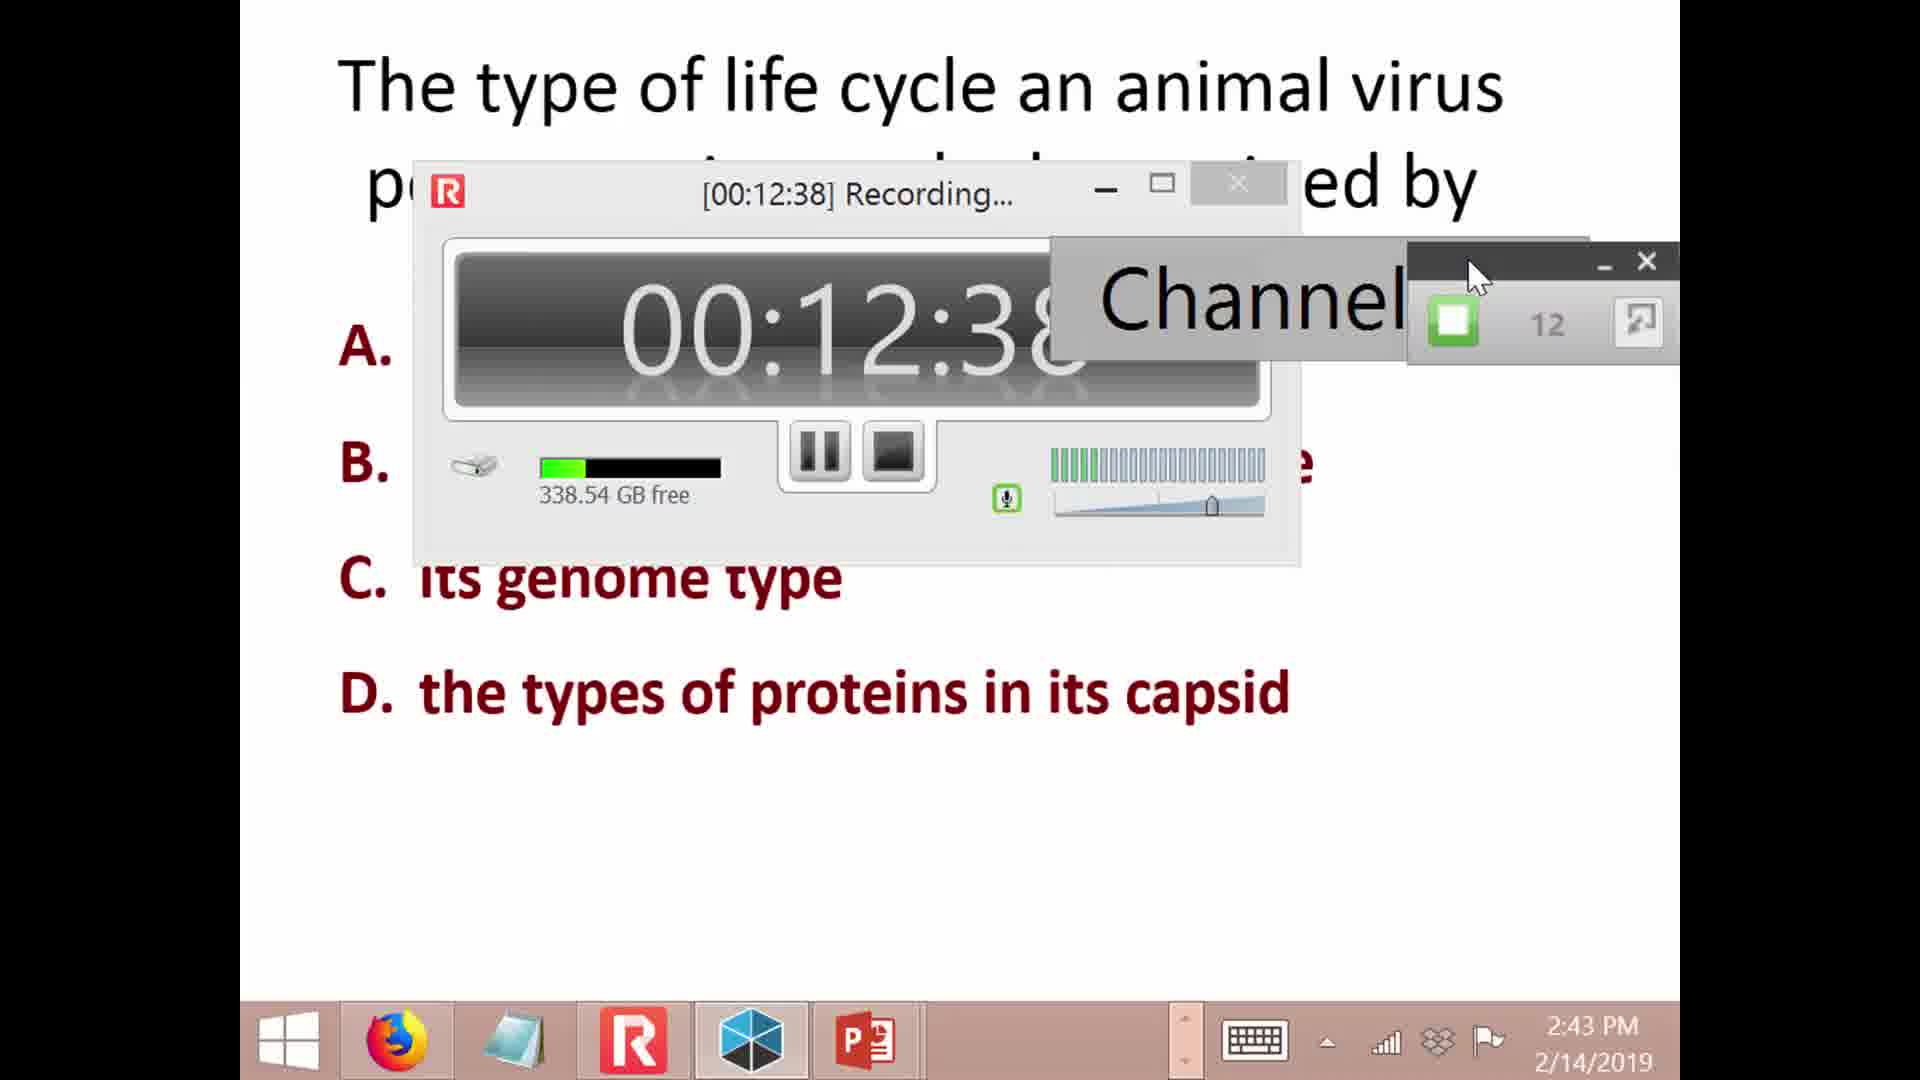 The type of life cycle an animal virus
ed by
[00:12:38] Recording...
Channel
00:12:38
12
A.
B.
338.54 GB free
C. its genome type
D. the types of proteins in its capsid
2:43 PM
2/14/2019